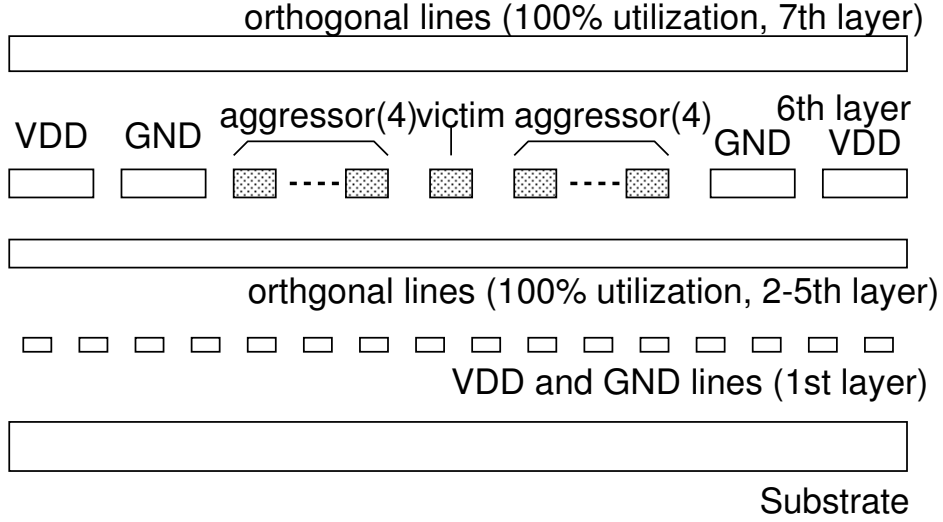 orthogonal lines (100% utilization, 7th layer)
6th layer
VDD GND aggressor(4) victim aggressor(4) GND VDD
orthgonal lines (100% utilization, 2-5th layer)
VDD and GND lines (1st layer)
Substrate